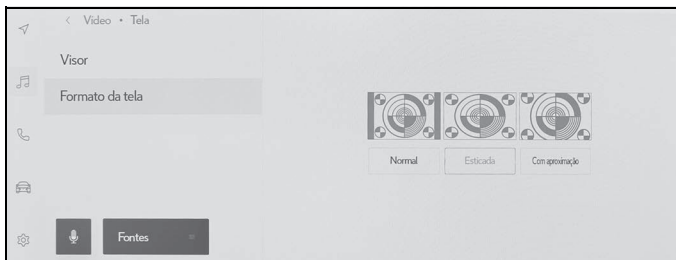 Video • Tela
Visor
Formato da tela
Normal
Esticada
Com aproximação
Fontes